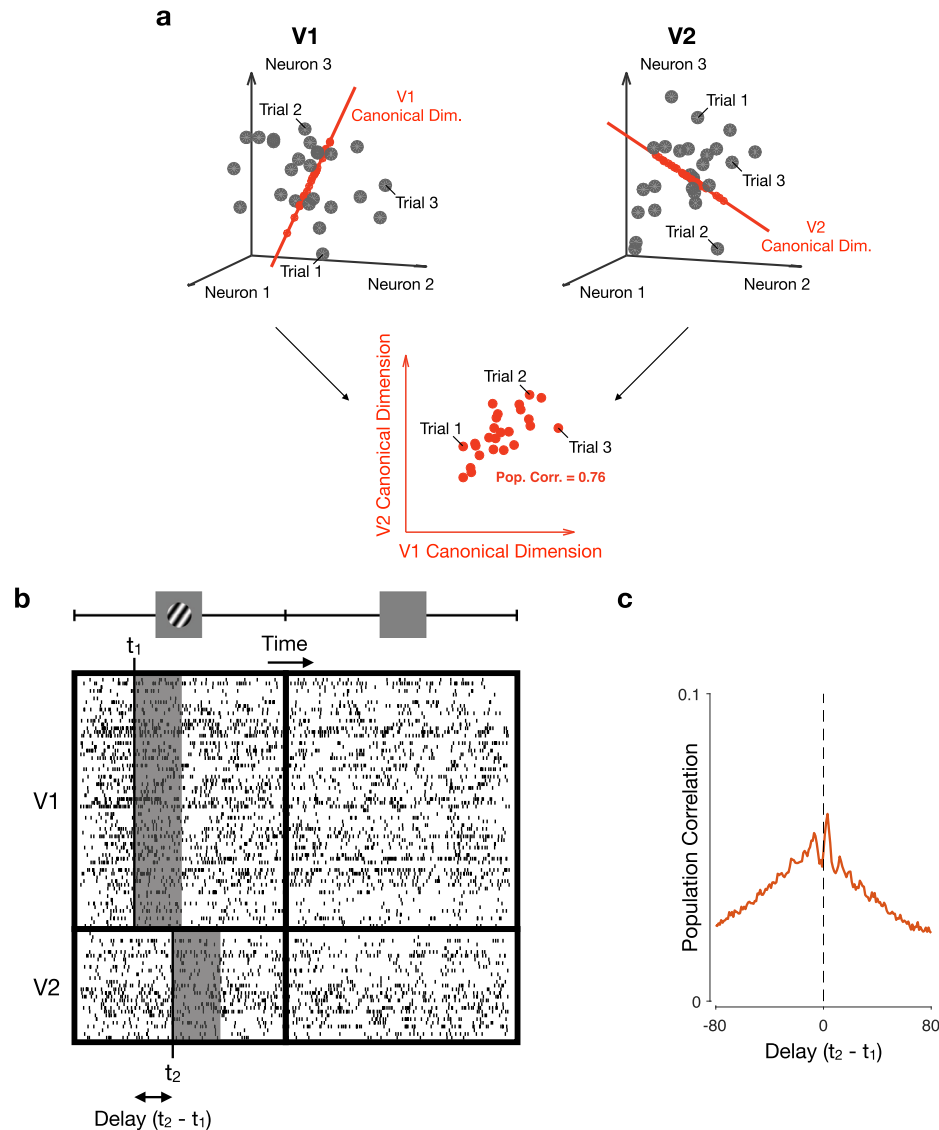 a
V1
V2
Neuron 3
V1
Canonical Dim.
Trial 2
Trial 3
Trial 1
Neuron 1
Neuron 2
Neuron 3
Trial 1
Trial 3
Trial 2
V2
Canonical Dim.
Neuron 1
Neuron 2
V2 Canonical Dimension
Trial 2
Trial 1
Trial 3
Pop. Corr. = 0.76
V1 Canonical Dimension
b
t₁
Time
V1
V2
t₂
Delay (t₂ - t₁)
c
0.1
Population Correlation
0
-80
0
80
Delay (t₂ - t₁)